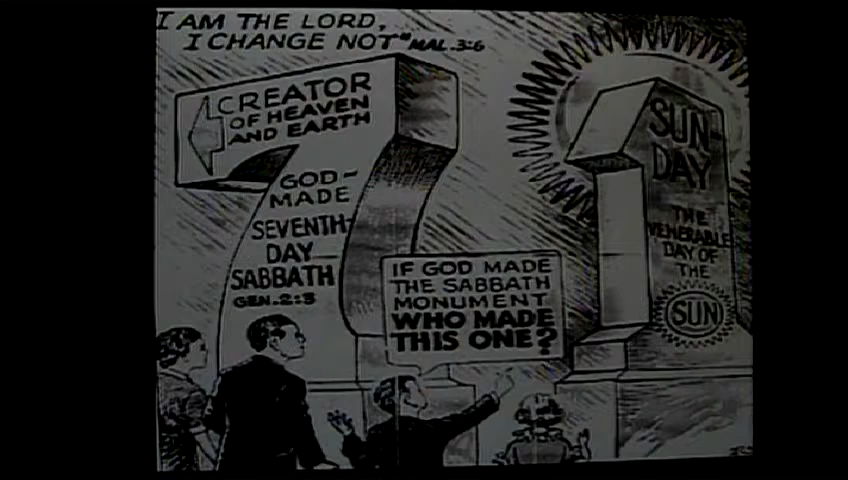 I AM THE LORD,
I CHANGE NOT" MAL. 3:6
CREATOR
OF HEAVEN
AND EARTH
GOD-
MADE
SEVENTH-
DAY
SABBATH
GEN. 2:3
IF GOD MADE
THE SABBATH
MONUMENT
WHO MADE
THIS ONE?
SUN-
DAY
THE
VENERABLE
DAY OF
THE
SUN